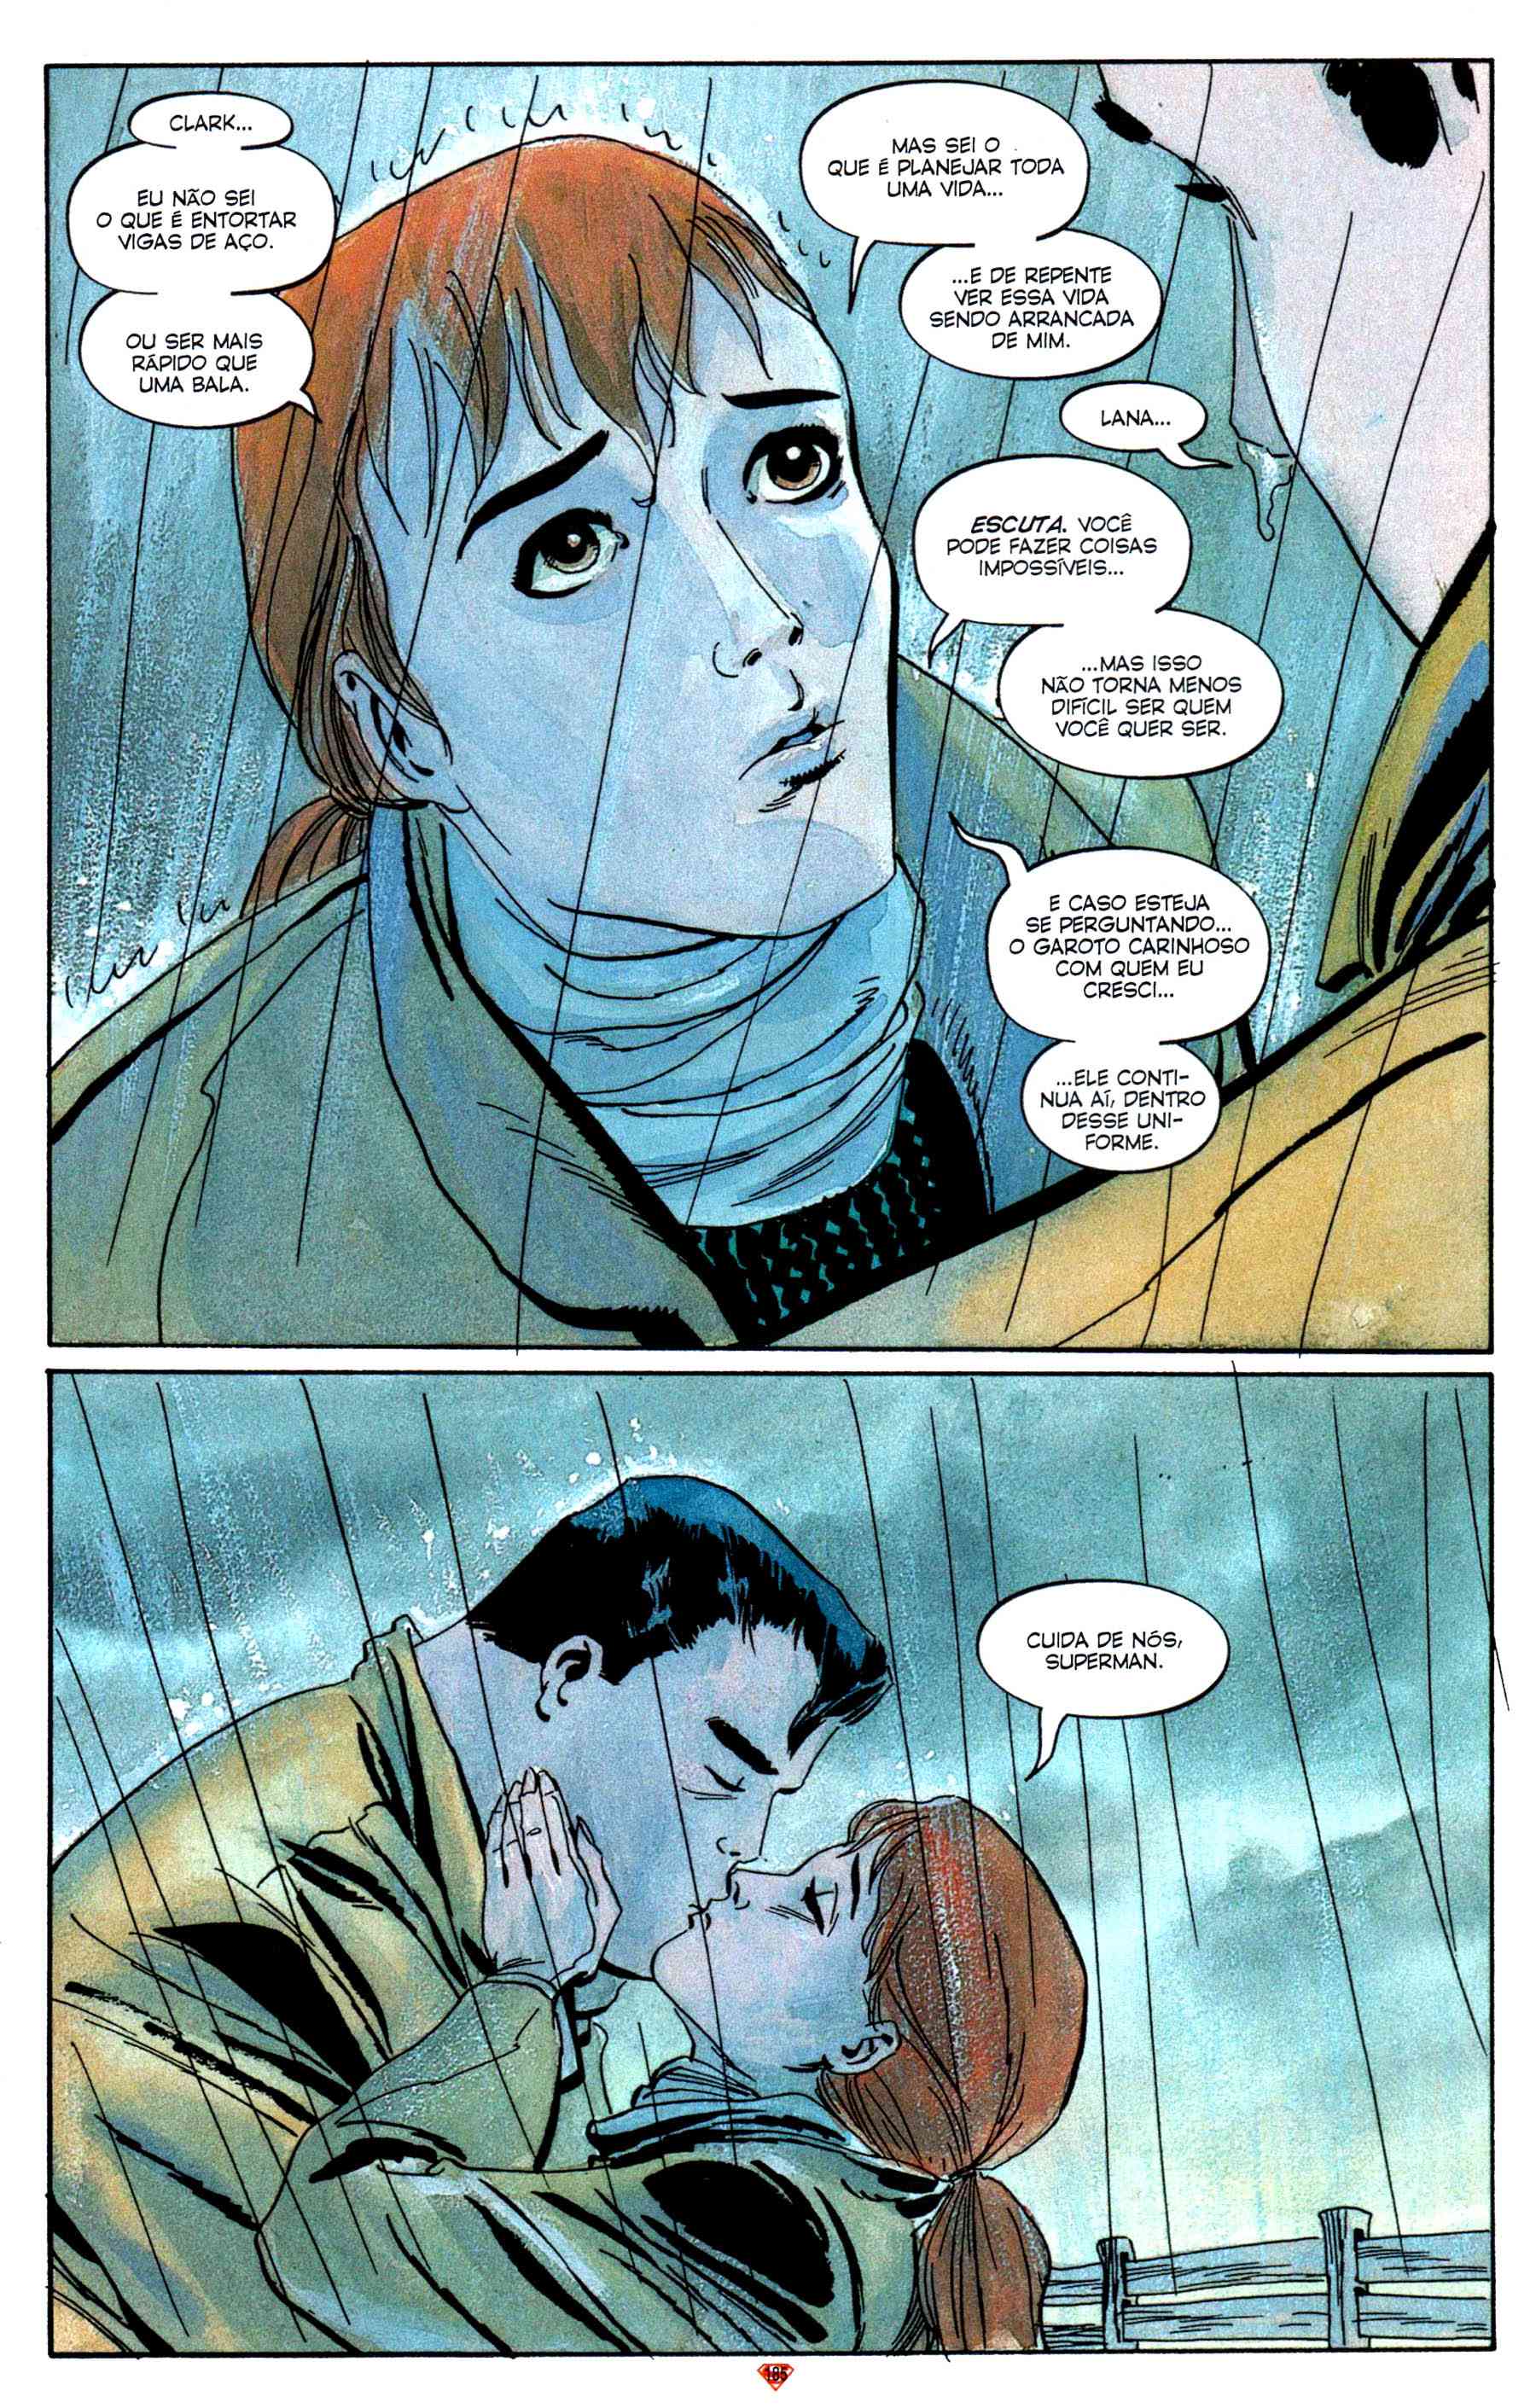 CLARK...
EU NÃO SEI
O QUE É ENTORTAR
VIGAS DE AÇO.
OU SER MAIS
RÁPIDO QUE
UMA BALA.
MAS SEI O
QUE É PLANEJAR TODA
UMA VIDA...
...E DE REPENTE
VER ESSA VIDA
SENDO ARRANCADA
DE MIM.
LANA...
ESCUTA. VOCÊ
PODE FAZER COISAS
IMPOSSÍVEIS...
...MAS ISSO
NÃO TORNA MENOS
DIFÍCIL SER QUEM
VOCÊ QUER SER.
E CASO ESTEJA
SE PERGUNTANDO...
O GAROTO CARINHOSO
COM QUEM EU
CRESCI...
...ELE CONTI-
NUA AÍ, DENTRO
DESSE UNI-
FORME.
CUIDA DE NÓS,
SUPERMAN.
185